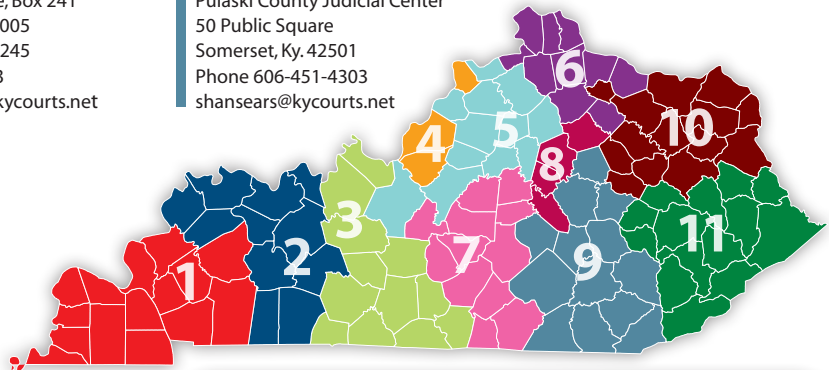 Box 241
005
245
3
kycourts.net
Pulaski County Judicial Center
50 Public Square
Somerset, Ky. 42501
Phone 606-451-4303
shansears@kycourts.net
6
10
4
5
8
3
11
2
7
9
1